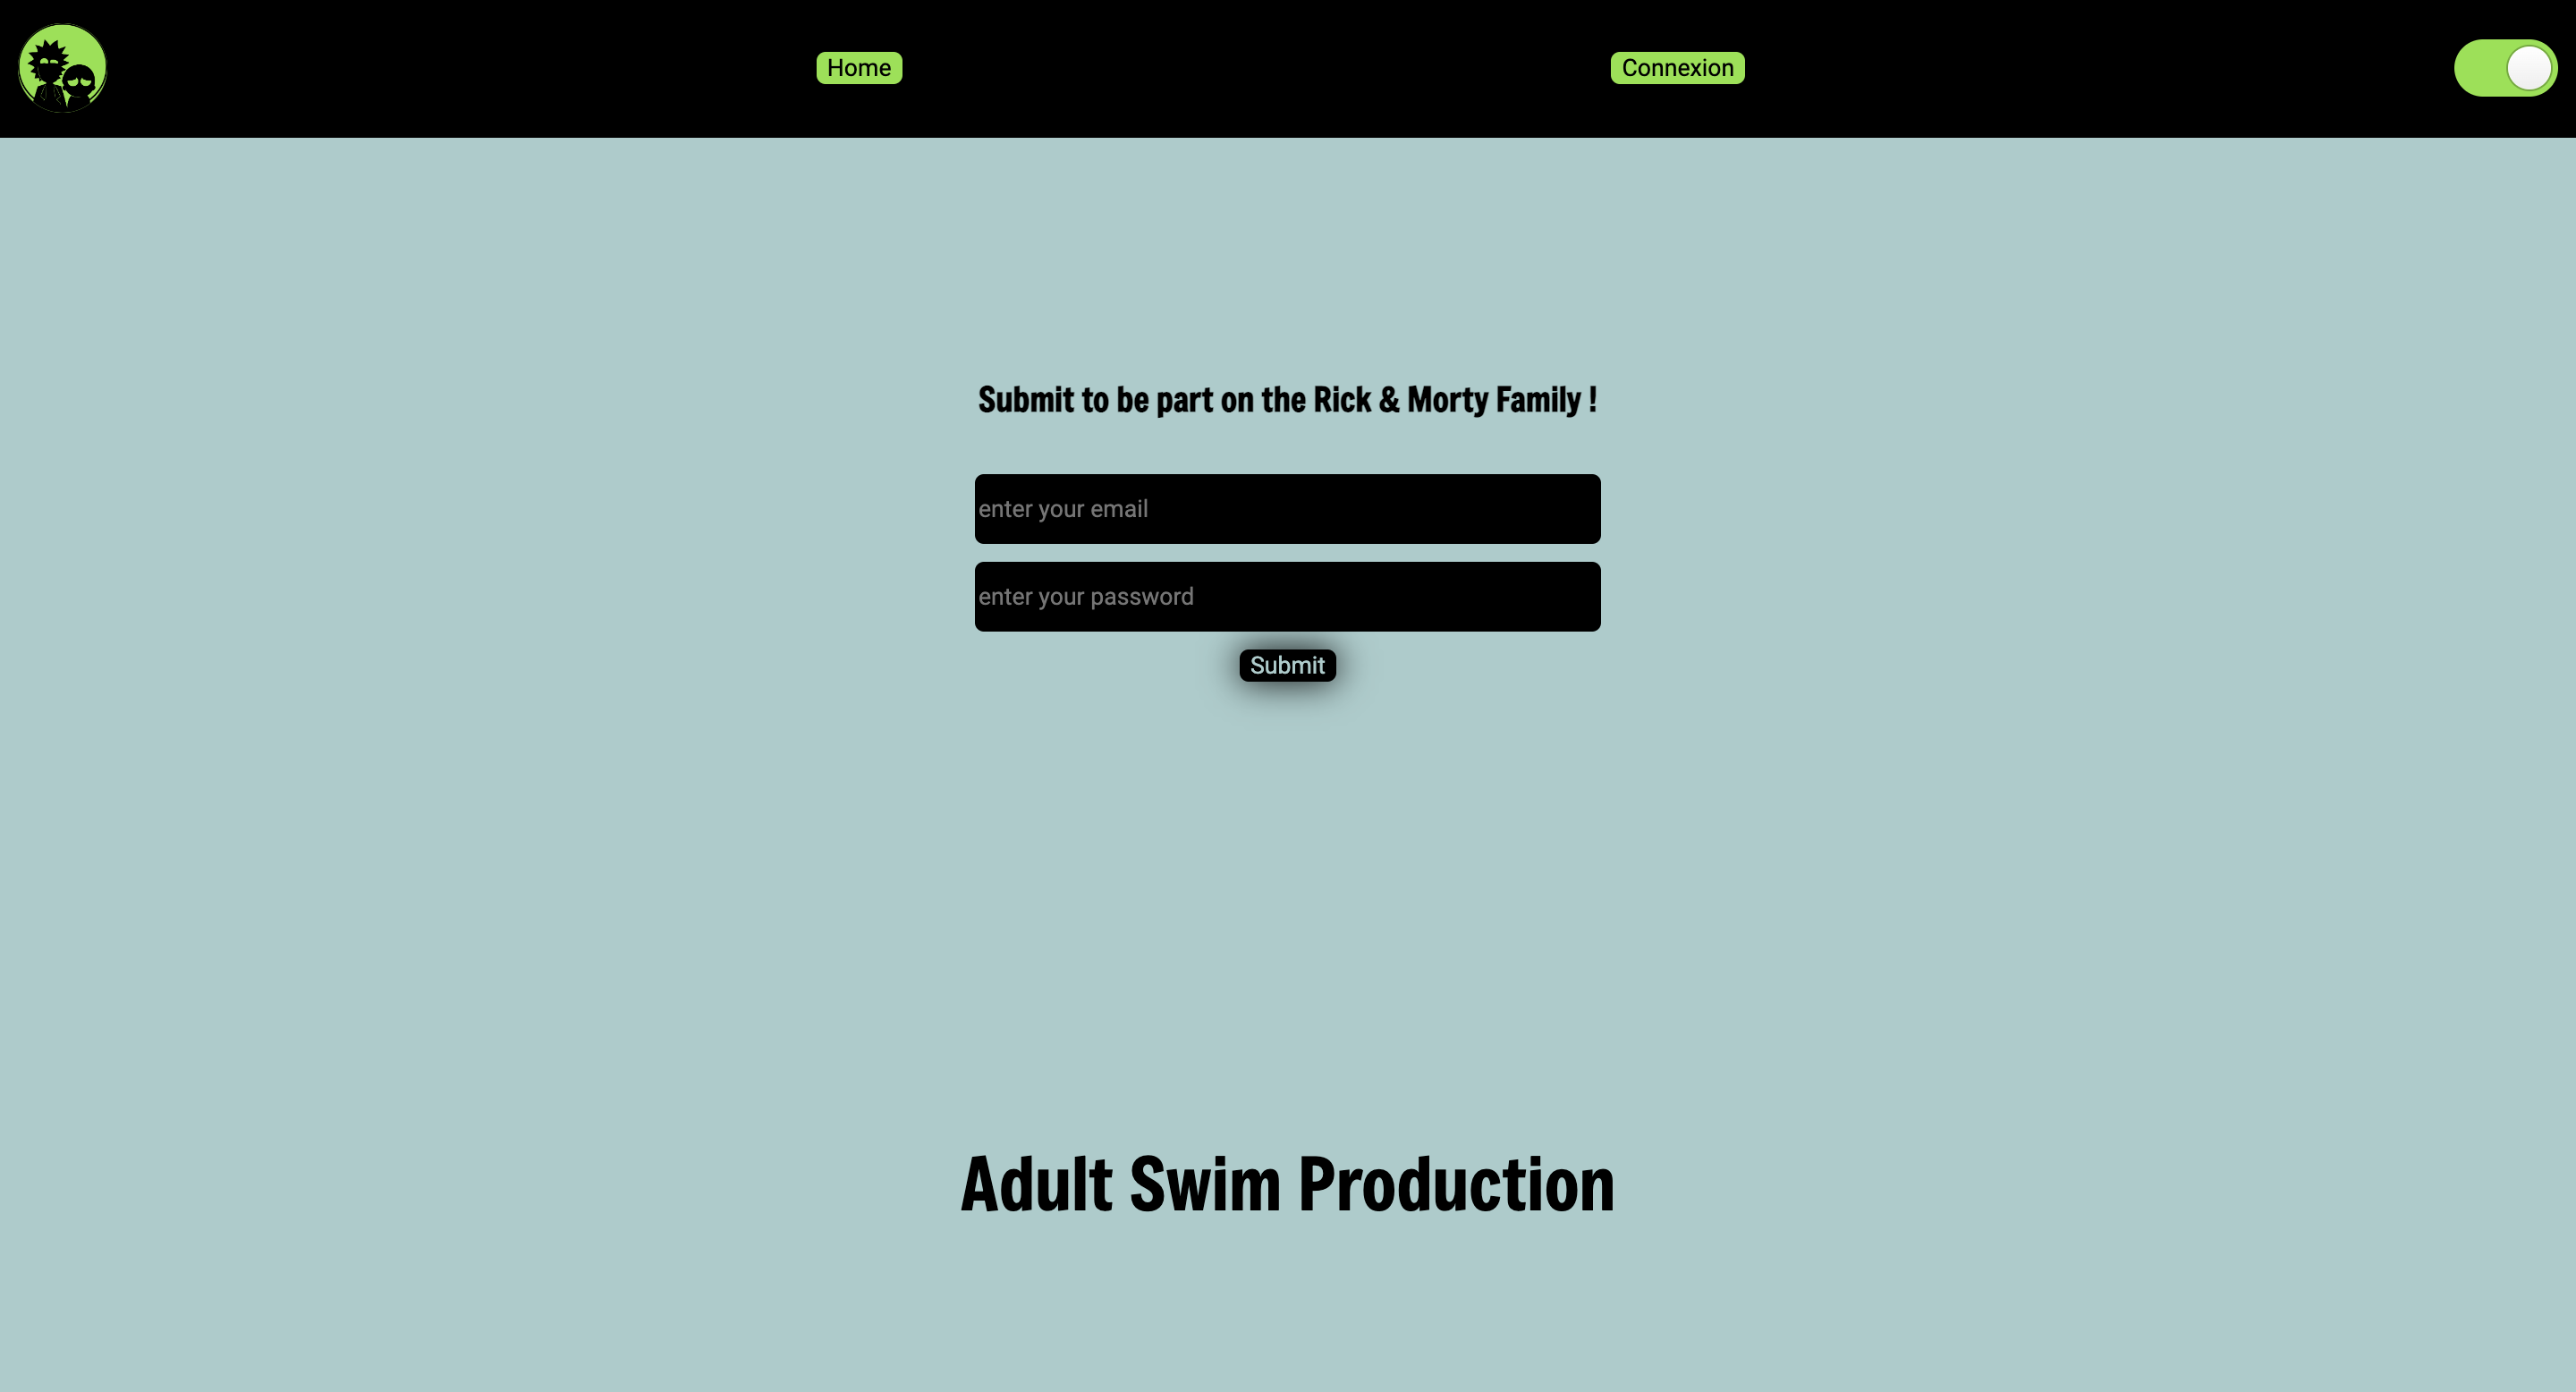 Home
Connexion
Submit to be part on the Rick & Morty Family !
enter your email
enter your password
Submit
Adult Swim Production